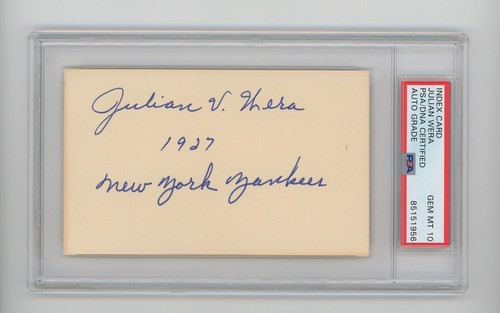 Julian V. Wera
1927
New York Yankees
INDEX CARD
JULIAN WERA
PSA/DNA CERTIFIED
AUTO GRADE
PSA
GEM MT 10
85151956